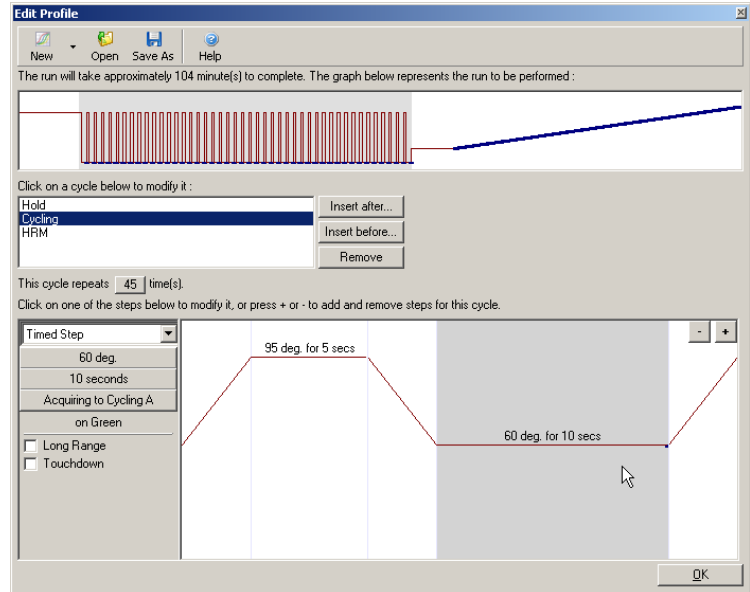 Edit Profile
New Open Save As Help
The run will take approximately 104 minute(s) to complete. The graph below represents the run to be performed :
Click on a cycle below to modify it :
Hold
Cycling
HRM
Insert after...
Insert before...
Remove
This cycle repeats 45 time(s).
Click on one of the steps below to modify it, or press + or - to add and remove steps for this cycle.
Timed Step
60 deg.
10 seconds
Acquiring to Cycling A
on Green
Long Range
Touchdown
95 deg. for 5 secs
60 deg. for 10 secs
- +
OK